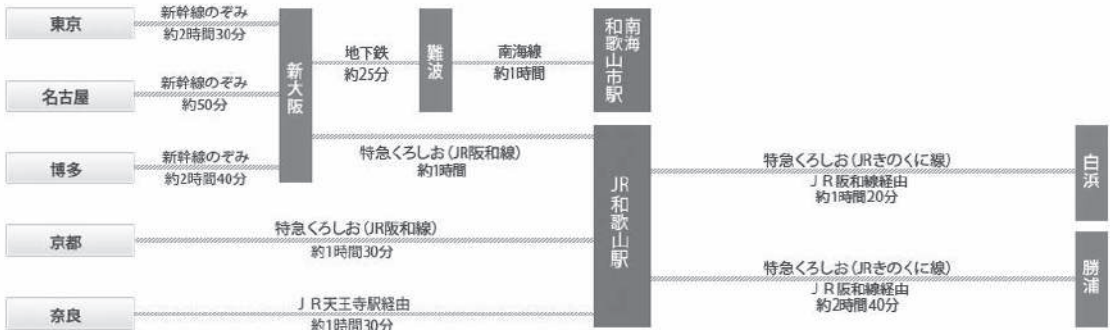 東京
新幹線のぞみ
約2時間30分
名古屋
新幹線のぞみ
約50分
博多
新幹線のぞみ
約2時間40分
新大阪
地下鉄
約25分
難波
南海線
約1時間
南海
和歌山市駅
特急くろしお(JR阪和線)
約1時間
京都
特急くろしお(JR阪和線)
約1時間30分
奈良
JR天王寺駅経由
約1時間30分
JR和歌山駅
特急くろしお(JRきのくに線)
JR阪和線経由
約1時間20分
白浜
特急くろしお(JRきのくに線)
JR阪和線経由
約2時間40分
勝浦